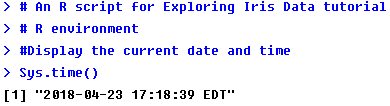 > # An R script for Exploring Iris Data tutorial
> # R environment
> #Display the current date and time
> Sys.time()
[1] "2018-04-23 17:18:39 EDT"